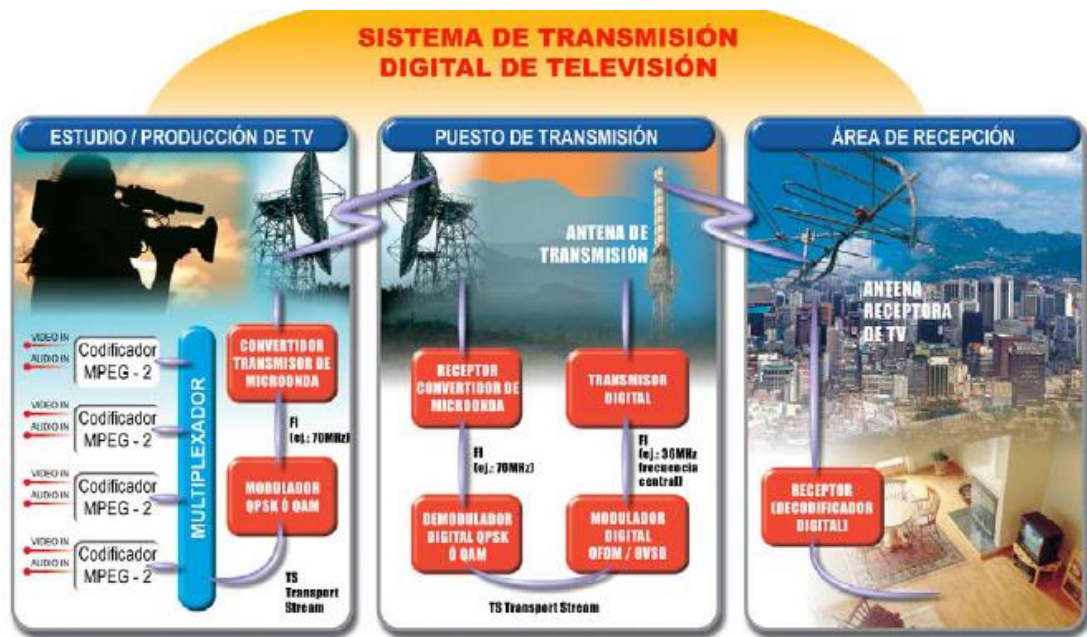 SISTEMA DE TRANSMISIÓN
DIGITAL DE TELEVISIÓN
ESTUDIO / PRODUCCIÓN DE TV
VIDEO IN
AUDIO IN
Codificador
MPEG - 2
VIDEO IN
AUDIO IN
Codificador
MPEG - 2
VIDEO IN
AUDIO IN
Codificador
MPEG - 2
VIDEO IN
AUDIO IN
Codificador
MPEG - 2
MULTIPLEXADOR
CONVERTIDOR
TRANSMISOR DE
MICROONDA
FI
(ej.: 70MHz)
MODULADOR
QPSK Ó QAM
TS
Transport
Stream
PUESTO DE TRANSMISIÓN
ANTENA DE
TRANSMISIÓN
RECEPTOR
CONVERTIDOR DE
MICROONDA
FI
(ej.: 70MHz)
DEMODULADOR
DIGITAL QPSK
Ó QAM
TRANSMISOR
DIGITAL
FI
(ej.: 36MHz
frecuencia
central)
MODULADOR
DIGITAL
OFDM / 8VSB
TS Transport Stream
ÁREA DE RECEPCIÓN
ANTENA
RECEPTORA
DE TV
RECEPTOR
(DECODIFICADOR
DIGITAL)